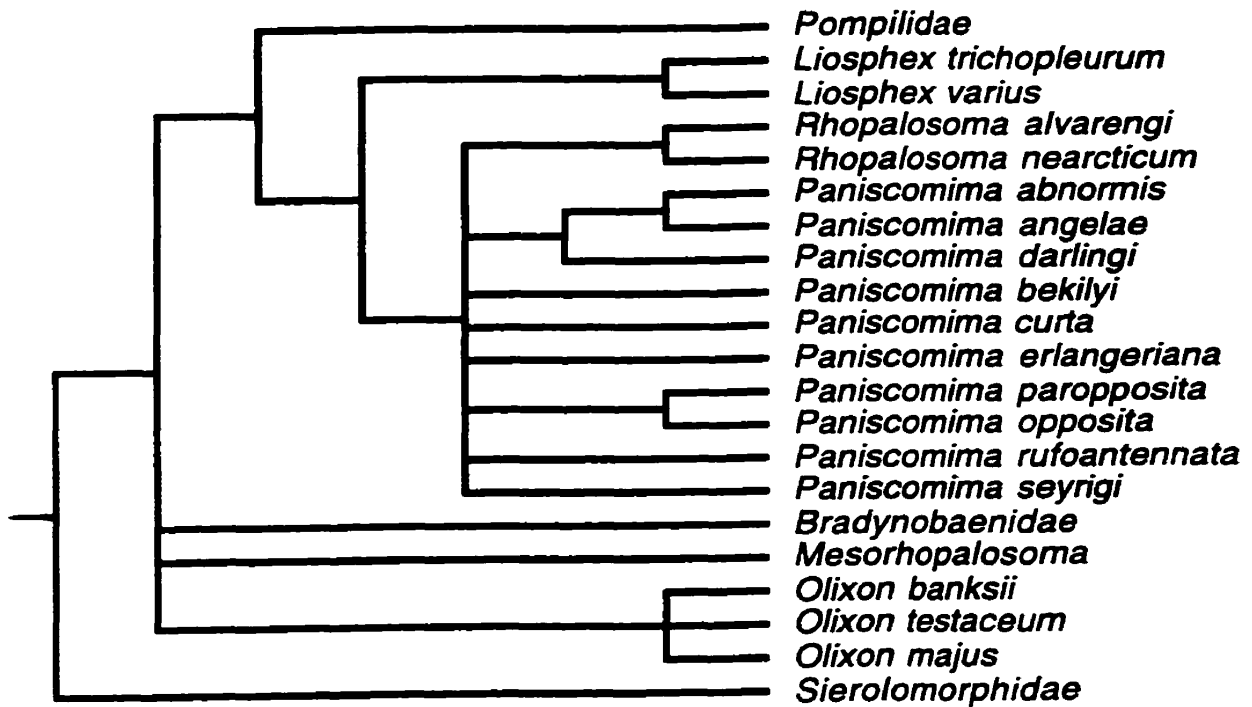 Pompilidae
Liosphex trichopleurum
Liosphex varius
Rhopalosoma alvarengi
Rhopalosoma nearcticum
Paniscomima abnormis
Paniscomima angelae
Paniscomima darlingi
Paniscomima bekilyi
Paniscomima curta
Paniscomima erlangeriana
Paniscomima paropposita
Paniscomima opposita
Paniscomima rufoantennata
Paniscomima seyrigi
Bradynobaenidae
Mesorhopalosoma
Olixon banksii
Olixon testaceum
Olixon majus
Sierolomorphidae